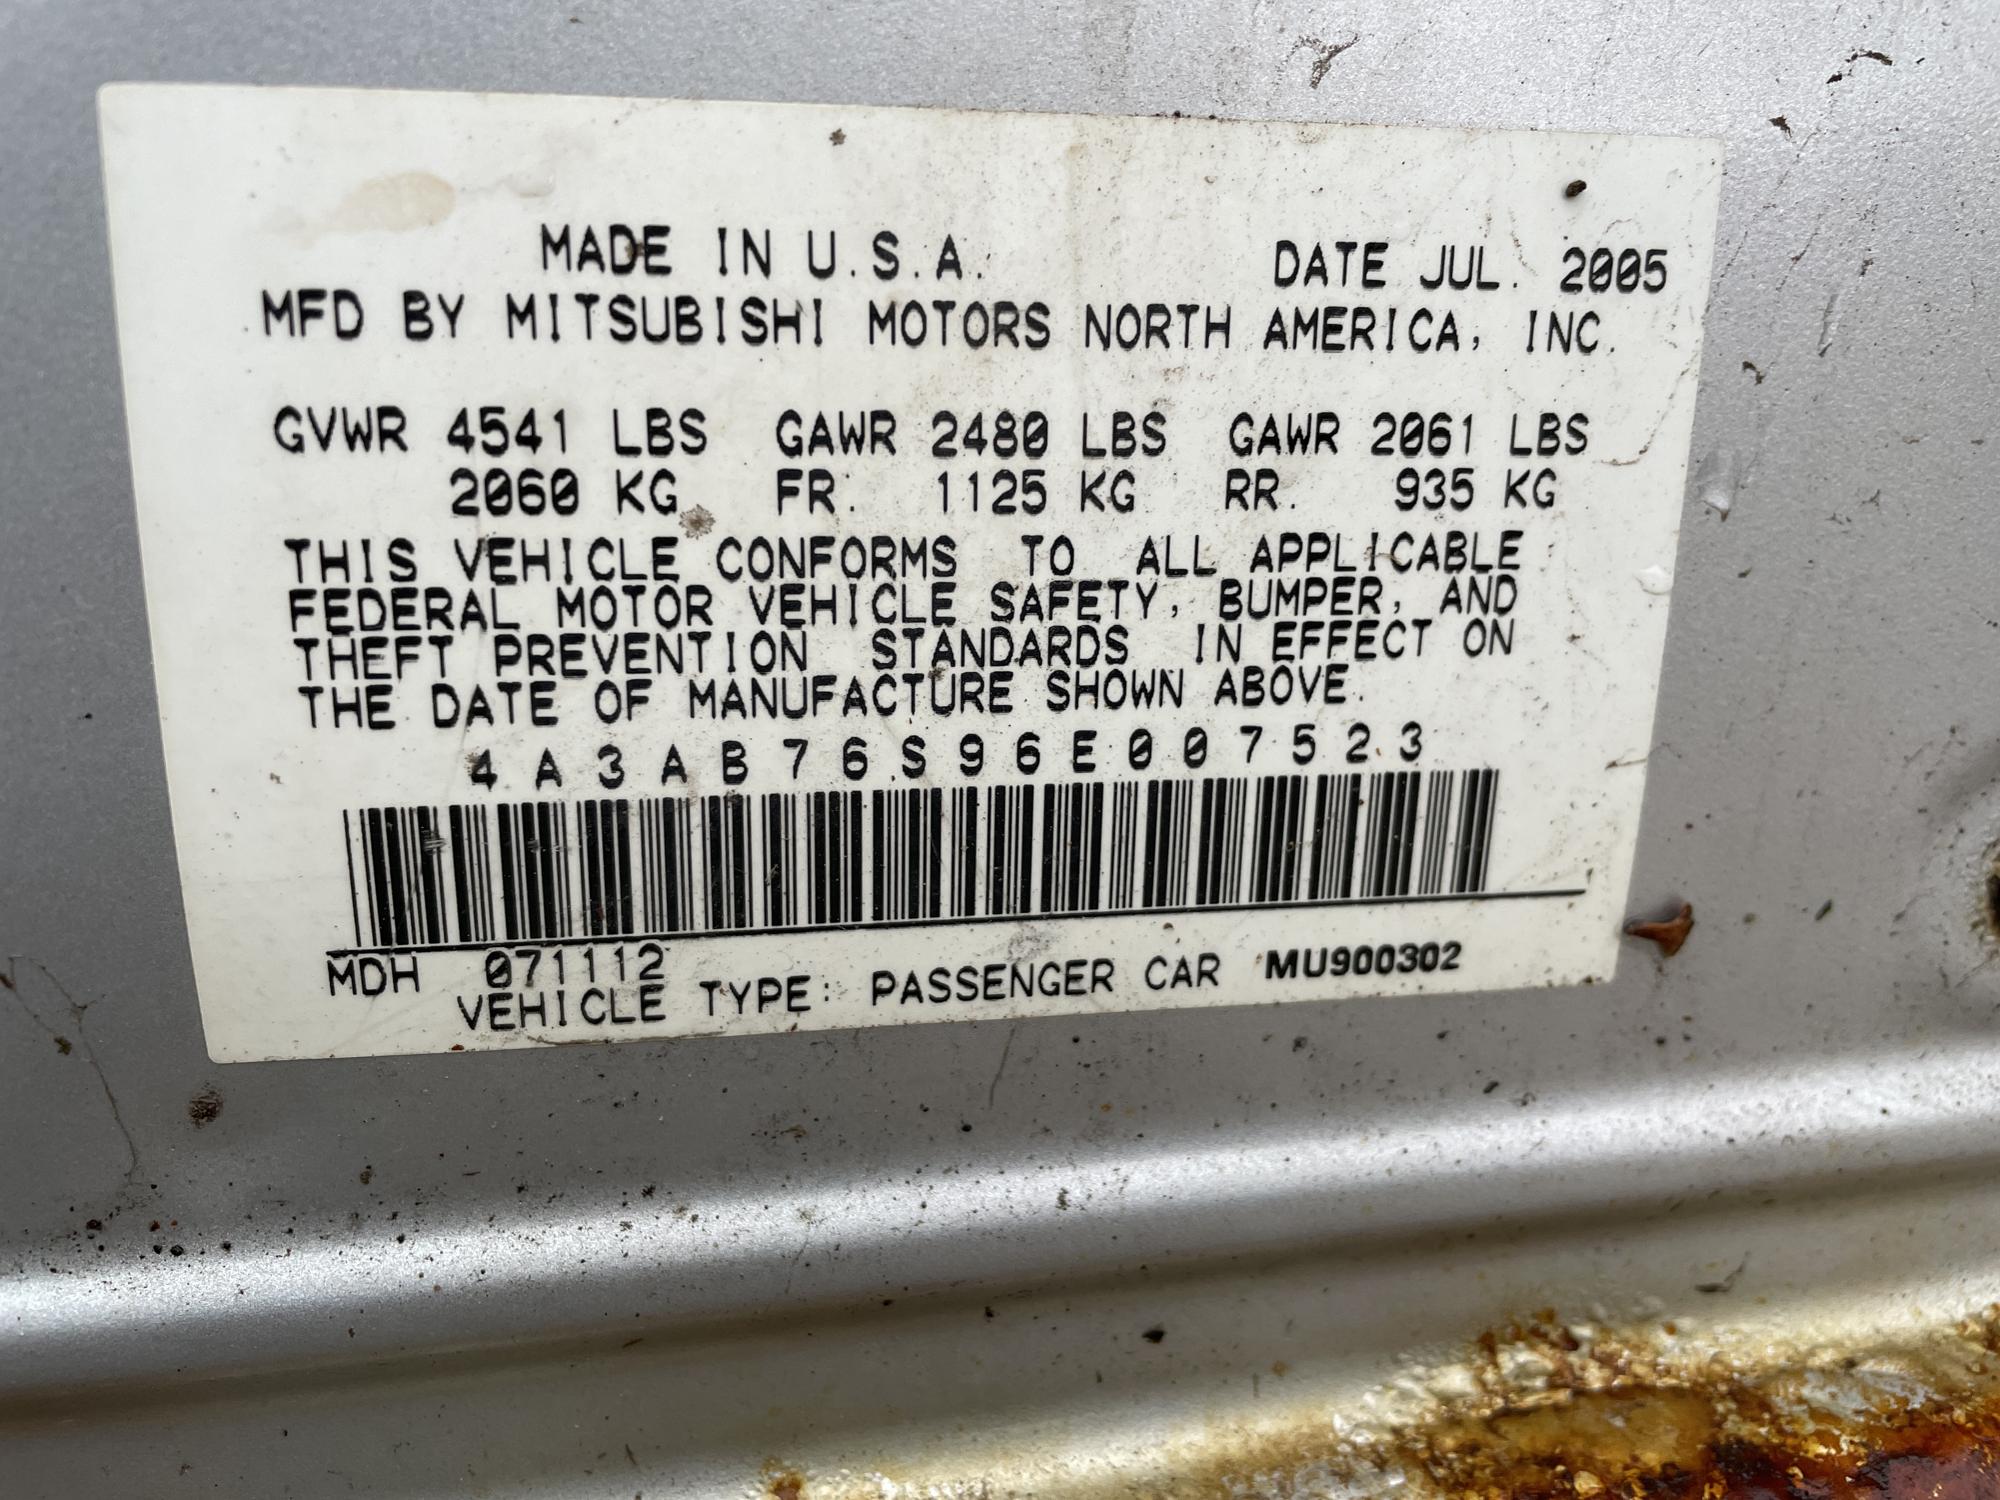 MADE IN U.S.A. DATE JUL. 2005
MFD BY MITSUBISHI MOTORS NORTH AMERICA, INC.
GVWR 4541 LBS GAWR 2480 LBS GAWR 2061 LBS
2060 KG FR. 1125 KG RR. 935 KG
THIS VEHICLE CONFORMS TO ALL APPLICABLE
FEDERAL MOTOR VEHICLE SAFETY, BUMPER, AND
THEFT PREVENTION STANDARDS IN EFFECT ON
THE DATE OF MANUFACTURE SHOWN ABOVE.
4A3AB76S96E007523
MDH 071112
VEHICLE TYPE: PASSENGER CAR MU900302